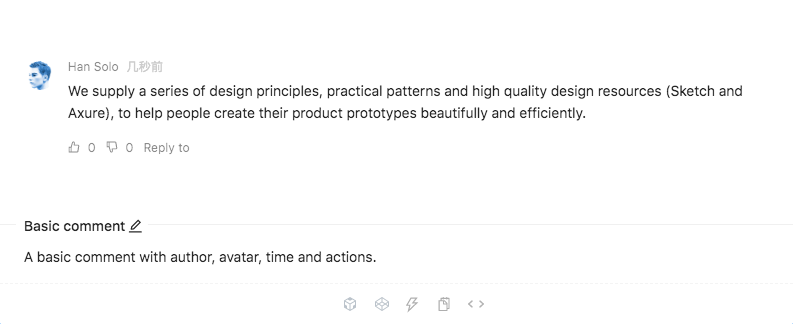 Han Solo 几秒前
We supply a series of design principles, practical patterns and high quality design resources (Sketch and
Axure), to help people create their product prototypes beautifully and efficiently.
0 0 Reply to
Basic comment
A basic comment with author, avatar, time and actions.